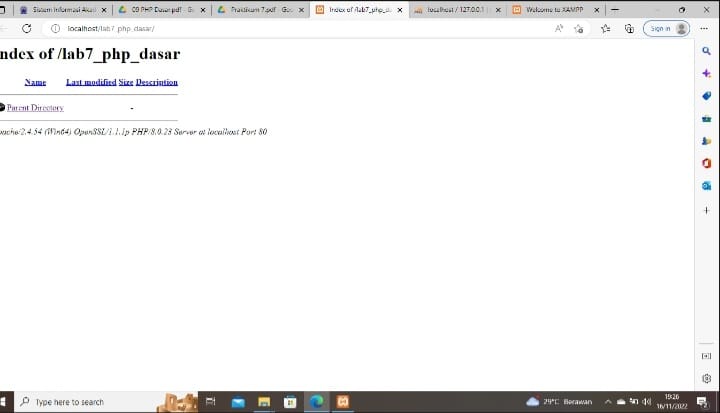 Sistem Informasi Akad
09 PHP Dasar.pdf - G
Praktikum 7.pdf - Goo
Index of /lab7_php_da
localhost / 127.0.0.1 |
Welcome to XAMPP
localhost/lab7_php_dasar/
Sign in
ndex of /lab7_php_dasar
Name Last modified Size Description
Parent Directory -
pache/2.4.54 (Win64) OpenSSL/1.1.1p PHP/8.0.23 Server at localhost Port 80
Type here to search
29°C Berawan
19:26
16/11/2022